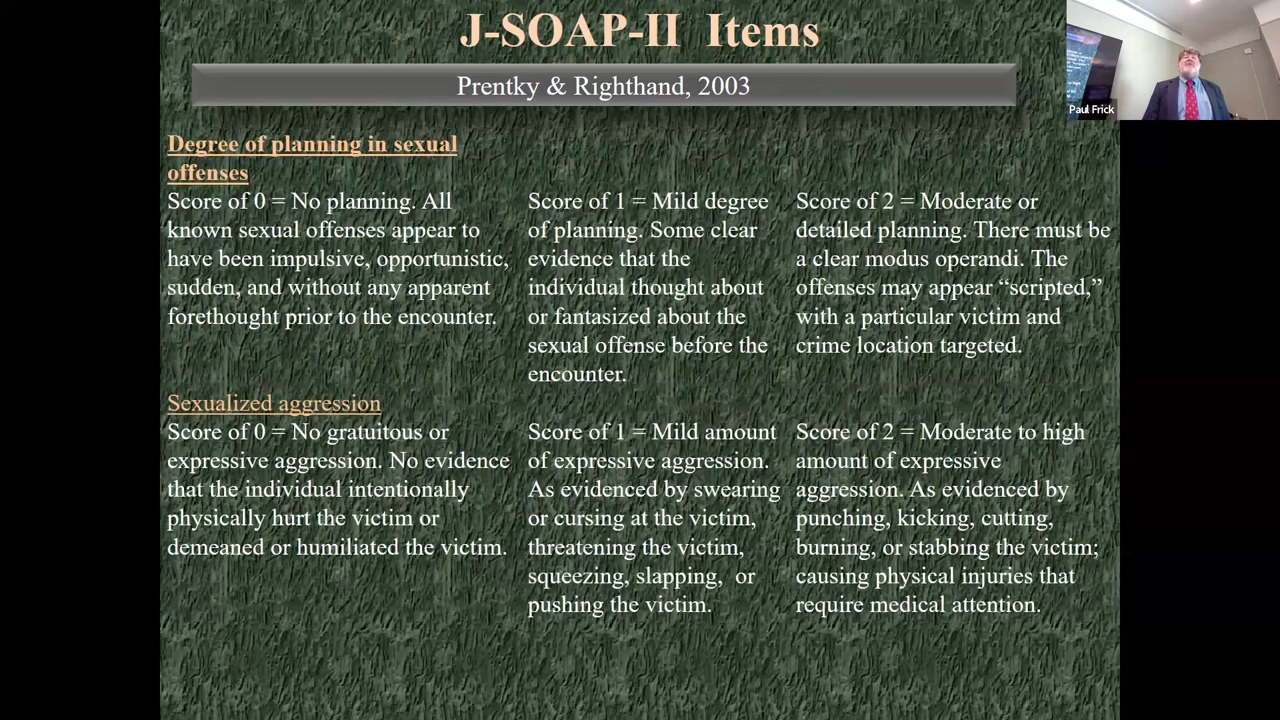 J-SOAP-II Items
Prentky & Righthand, 2003
Paul Frick
Degree of planning in sexual
offenses
Score of 0 = No planning. All
known sexual offenses appear to
have been impulsive, opportunistic,
sudden, and without any apparent
forethought prior to the encounter.
Score of 1 = Mild degree
of planning. Some clear
evidence that the
individual thought about
or fantasized about the
sexual offense before the
encounter.
Score of 2 = Moderate or
detailed planning. There must be
a clear modus operandi. The
offenses may appear “scripted,”
with a particular victim and
crime location targeted.
Sexualized aggression
Score of 0 = No gratuitous or
expressive aggression. No evidence
that the individual intentionally
physically hurt the victim or
demeaned or humiliated the victim.
Score of 1 = Mild amount
of expressive aggression.
As evidenced by swearing
or cursing at the victim,
threatening the victim,
squeezing, slapping, or
pushing the victim.
Score of 2 = Moderate to high
amount of expressive
aggression. As evidenced by
punching, kicking, cutting,
burning, or stabbing the victim;
causing physical injuries that
require medical attention.